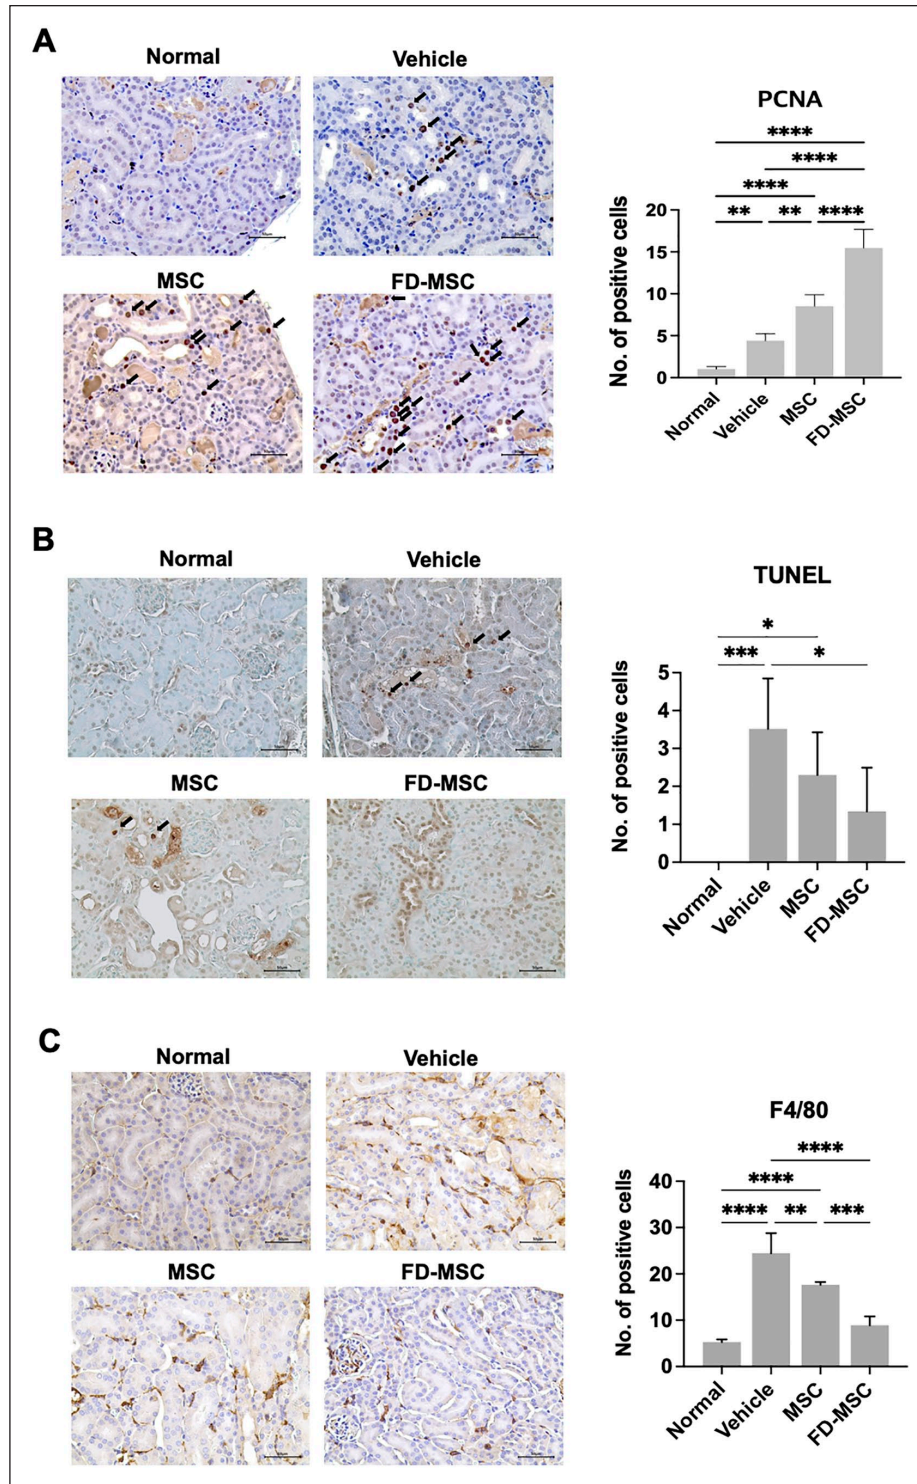 A
Normal
Vehicle
MSC
FD-MSC
PCNA
****
****
****
** ** ****
20
15
10
5
0
No. of positive cells
Normal
Vehicle
MSC
FD-MSC
B
Normal
Vehicle
MSC
FD-MSC
TUNEL
*
*** *
5
4
3
2
1
0
No. of positive cells
Normal
Vehicle
MSC
FD-MSC
C
Normal
Vehicle
MSC
FD-MSC
F4/80
****
****
**** ** ***
40
30
20
10
0
No. of positive cells
Normal
Vehicle
MSC
FD-MSC